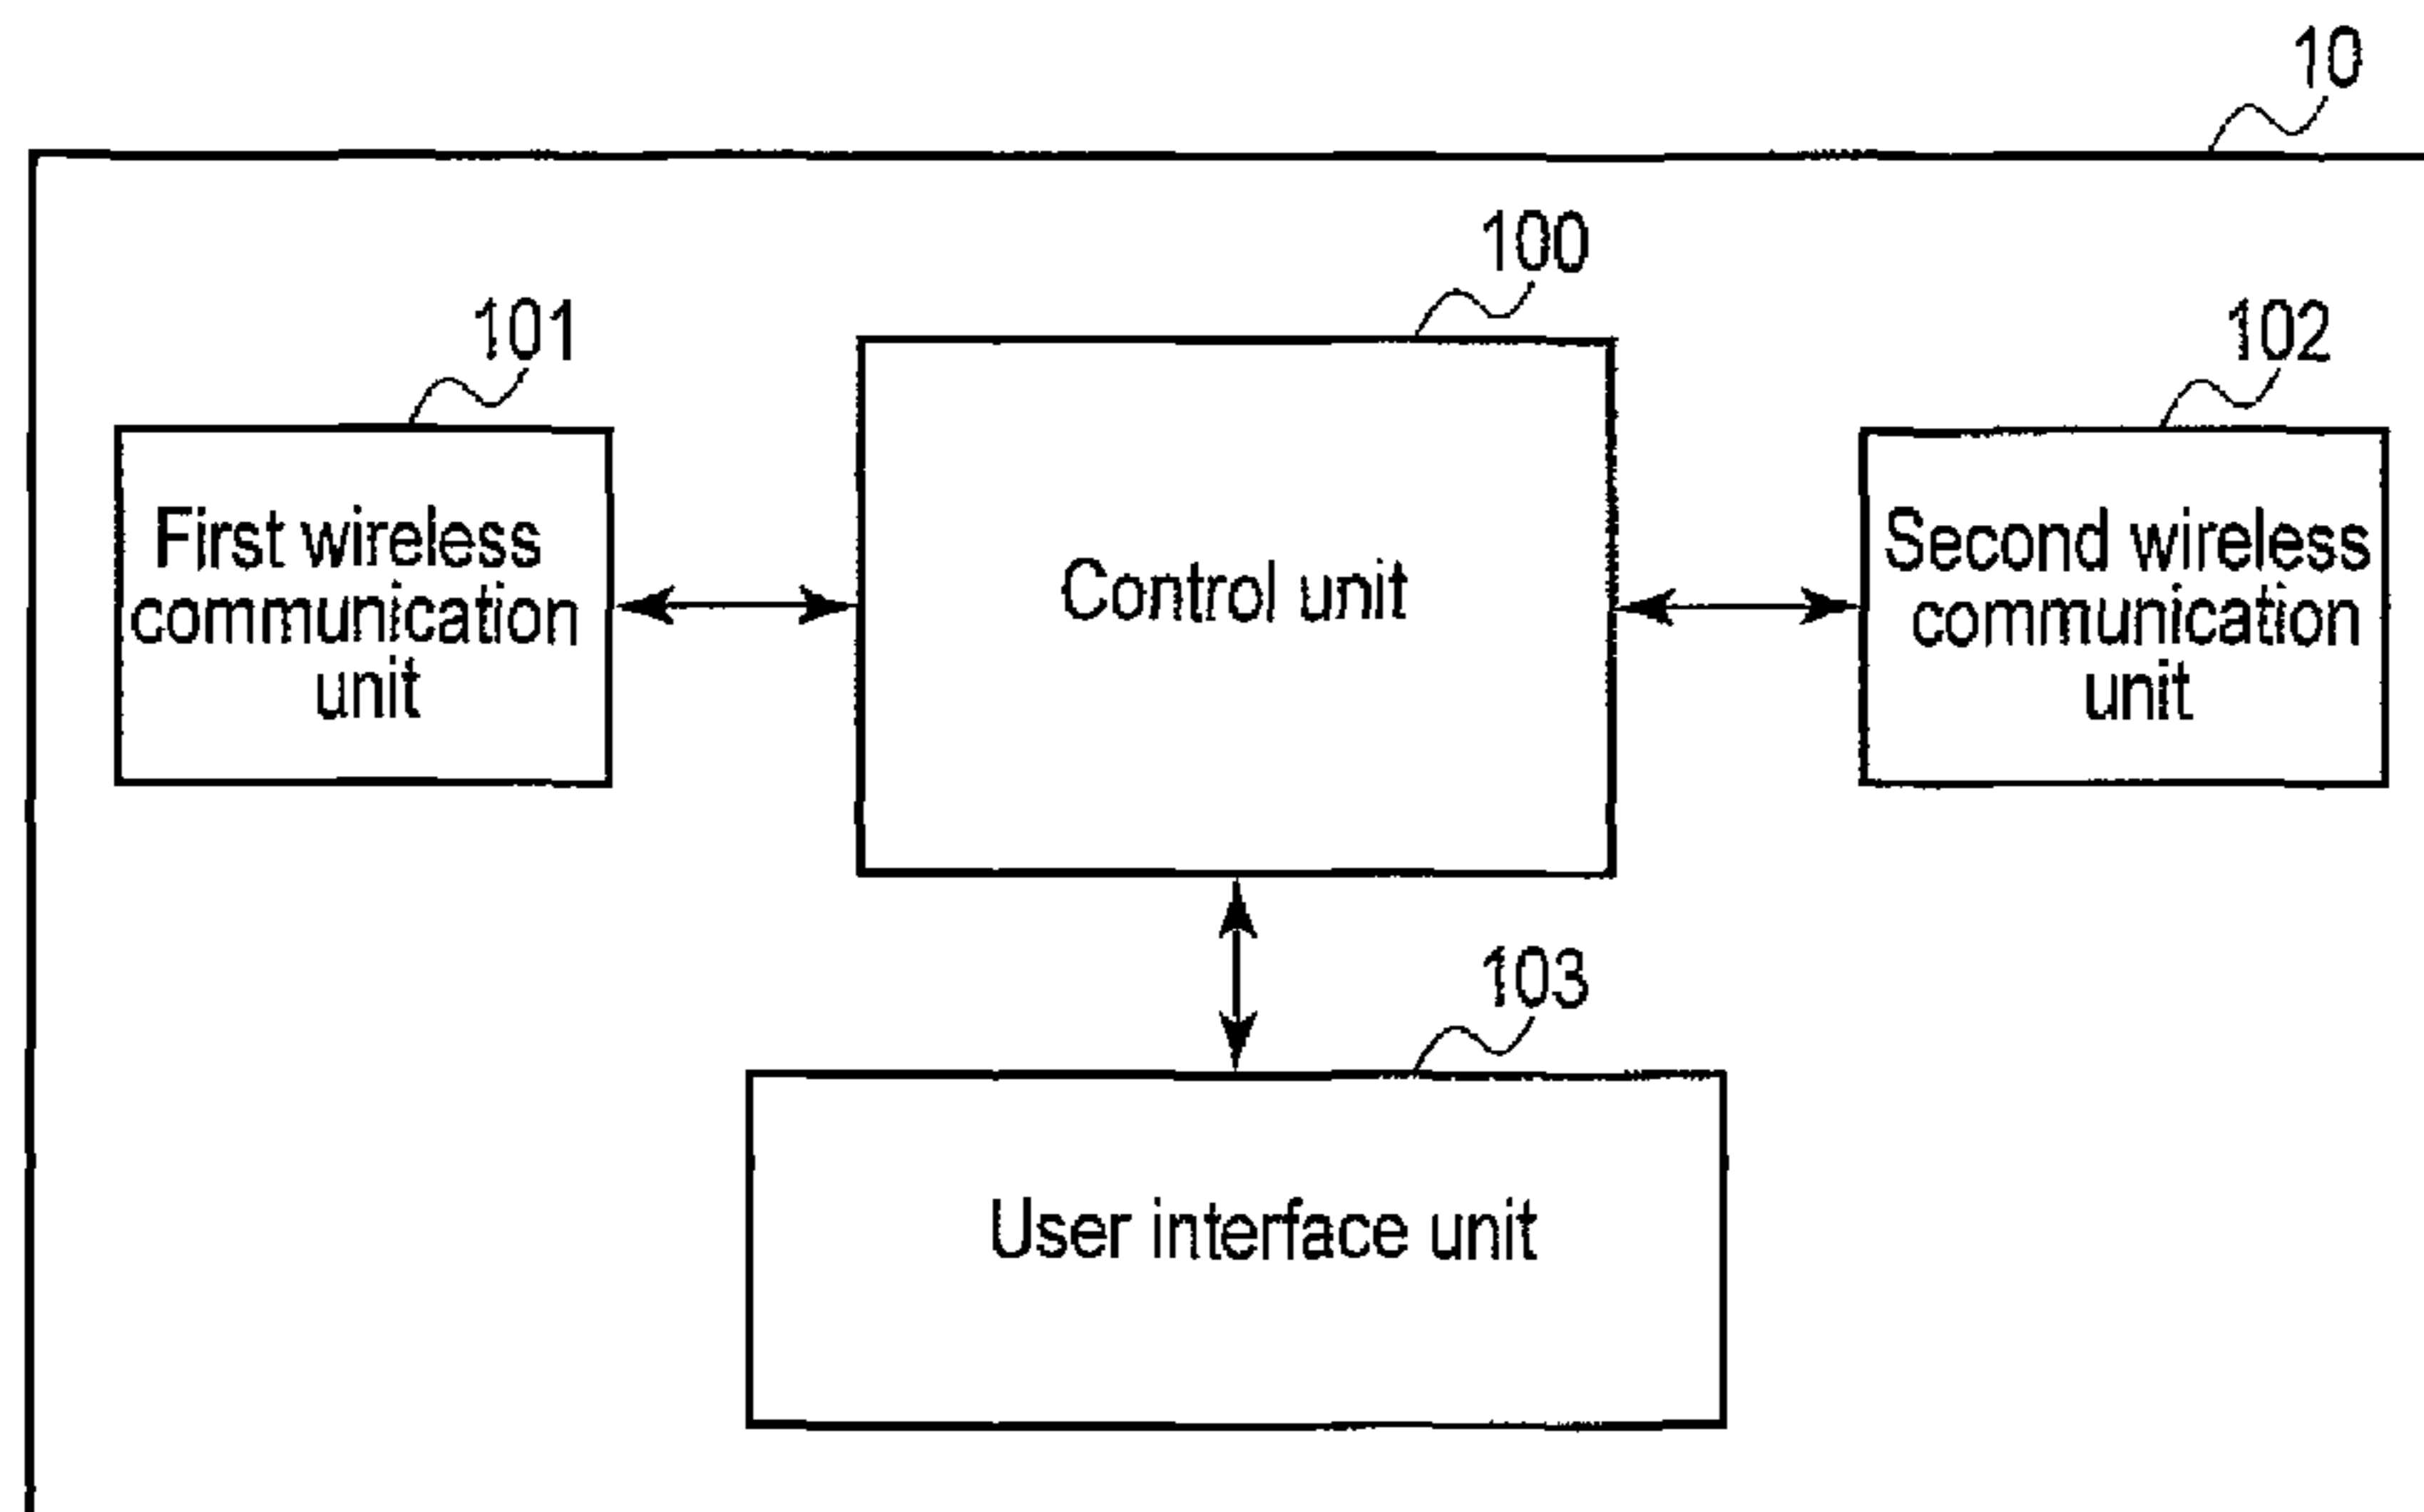 10
100
101
102
First wireless
communication
unit
Control unit
Second wireless
communication
unit
103
User interface unit